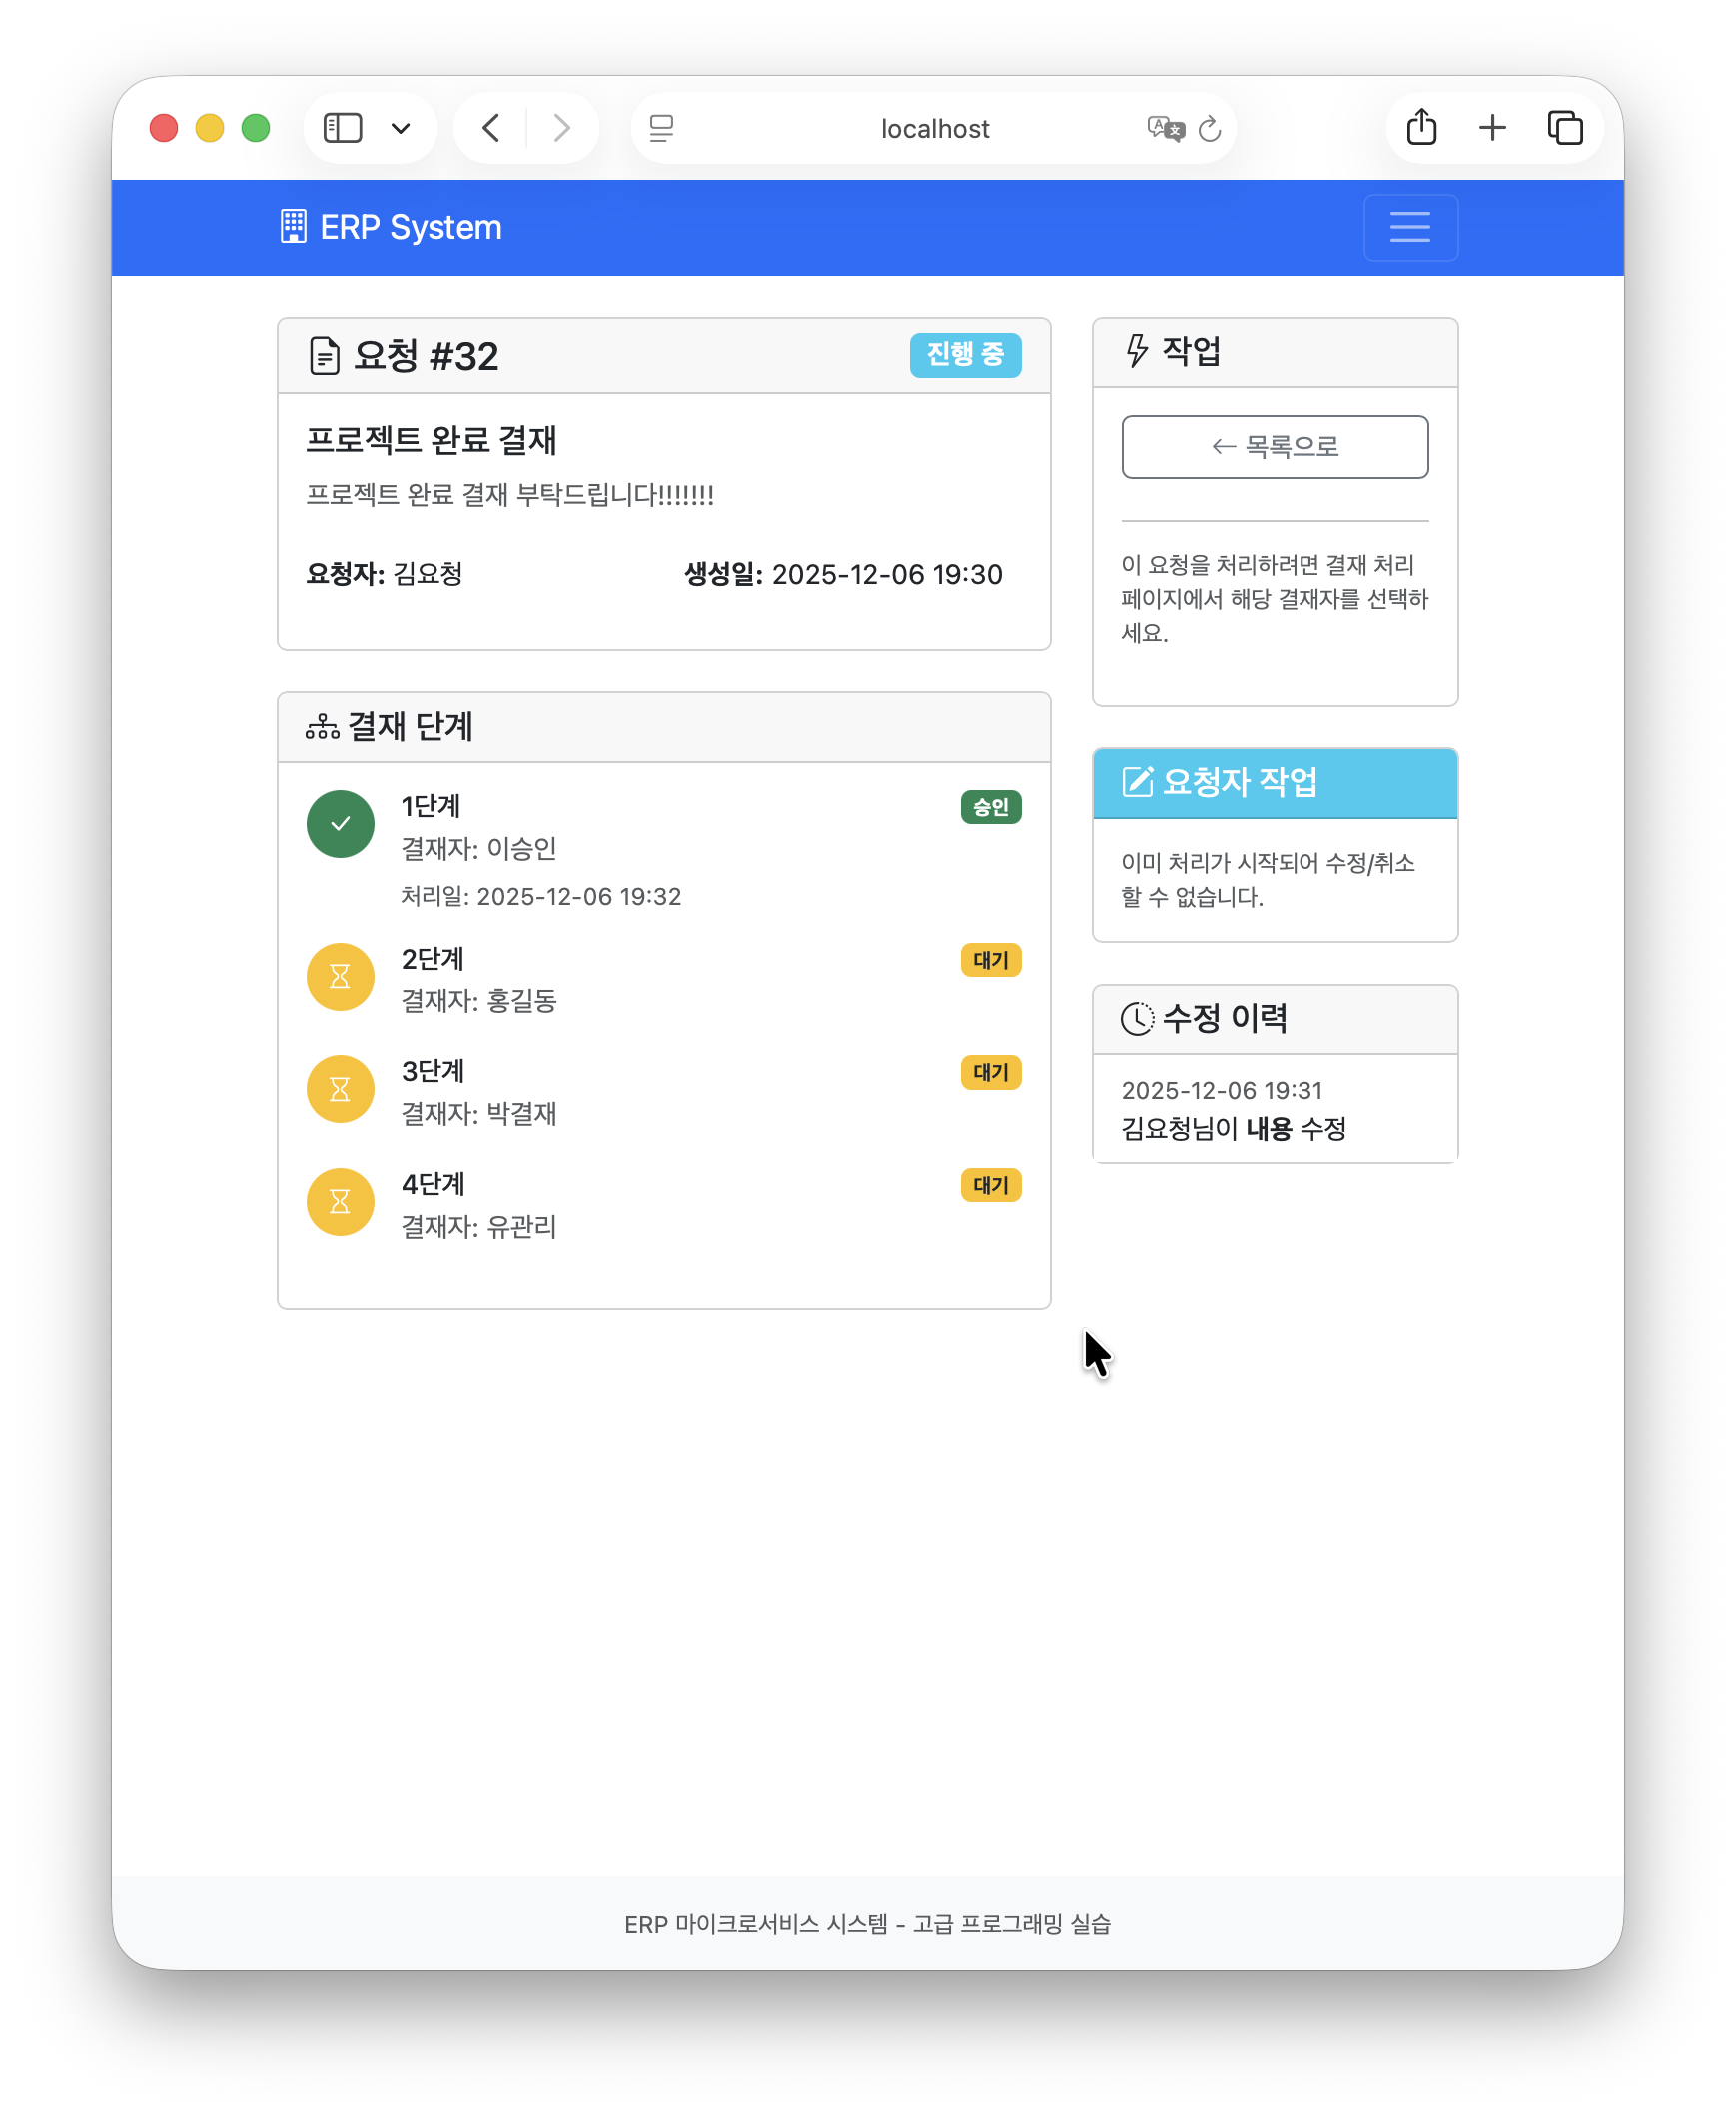 localhost
ERP System
요청 #32
진행 중
프로젝트 완료 결재
프로젝트 완료 결재 부탁드립니다!!!!!!!
요청자: 김요청
생성일: 2025-12-06 19:30
결재 단계
1단계
승인
결재자: 이승인
처리일: 2025-12-06 19:32
2단계
대기
결재자: 홍길동
3단계
대기
결재자: 박결재
4단계
대기
결재자: 유관리
작업
← 목록으로
이 요청을 처리하려면 결재 처리
페이지에서 해당 결재자를 선택하
세요.
요청자 작업
이미 처리가 시작되어 수정/취소
할 수 없습니다.
수정 이력
2025-12-06 19:31
김요청님이 내용 수정
ERP 마이크로서비스 시스템 - 고급 프로그래밍 실습